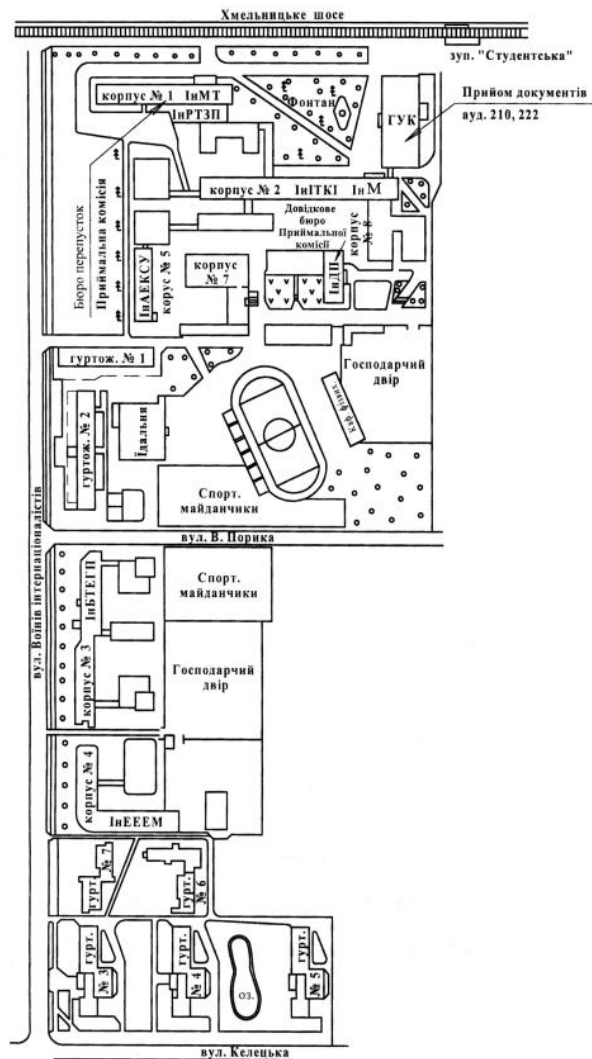 Хмельницьке шосе
зуп. "Студентська"
корпус № 1 ІнМТ
ІнРТЗП
Фонтан
ГУК
Прийом документів
ауд. 210, 222
корпус № 2 ІнІТКІ ІнМ
Довідкове
бюро
Приймальної
комісії
корпус
№ 8
ІнДП
Бюро перепусток
Приймальна комісія
ІнАЕКСУ
корус № 5
корпус
№ 7
гуртож. № 1
Господарчий
двір
гуртож. № 2
Їдальня
Каф фізвих.
Спорт.
майданчики
вул. В. Порика
вул. Воїнів інтернаціоналістів
ІнБТЕГП
корпус № 3
Спорт.
майданчики
Господарчий
двір
корпус № 4
ІнЕЕЕМ
гурт.
№ 7
гурт.
№ 6
гурт.
№ 3
гурт.
№ 4
оз.
гурт.
№ 5
вул. Келецька